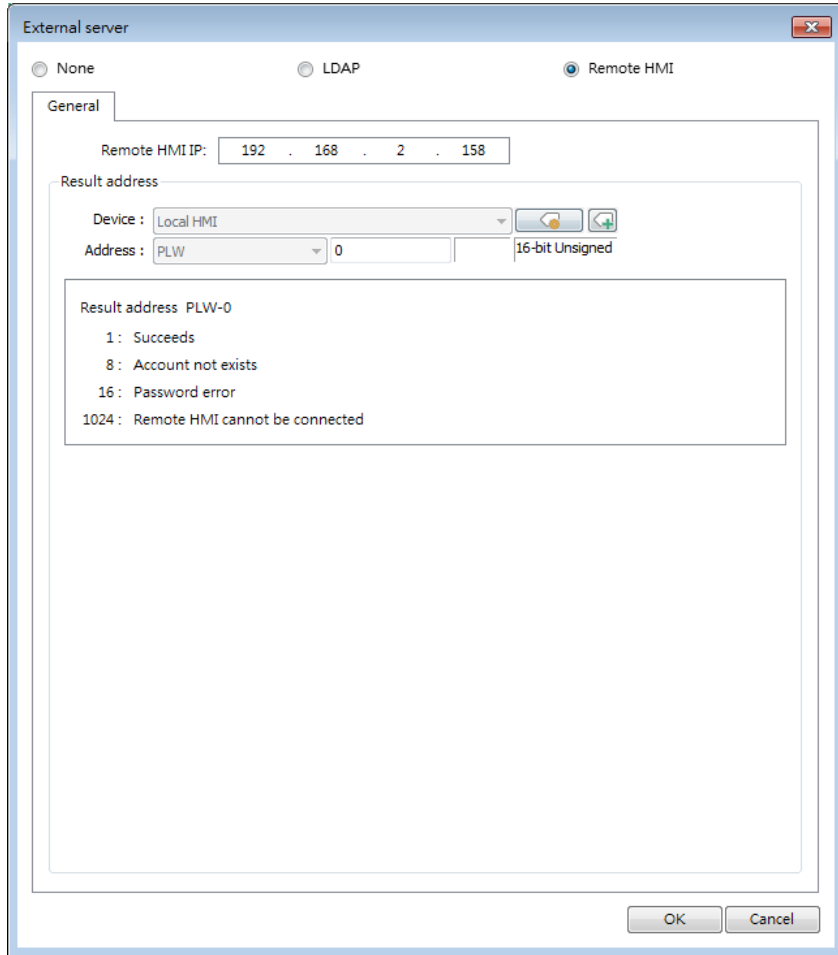 External server
None LDAP Remote HMI
General
Remote HMI IP: 192 . 168 . 2 . 158
Result address
Device : Local HMI
Address : PLW 0 16-bit Unsigned
Result address PLW-0
1 : Succeeds
8 : Account not exists
16 : Password error
1024 : Remote HMI cannot be connected
OK Cancel